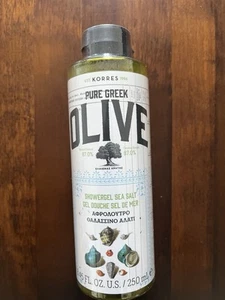 KORRES
PURE GREEK
OLIVE
SHOWERGEL SEA SALT
GEL DOUCHE SEL DE MER
ΑΦΡΟΛΟΥΤΡΟ
ΘΑΛΑΣΣΙΝΟ ΑΛΑΤΙ
FL. OZ. U.S. / 250 ml e